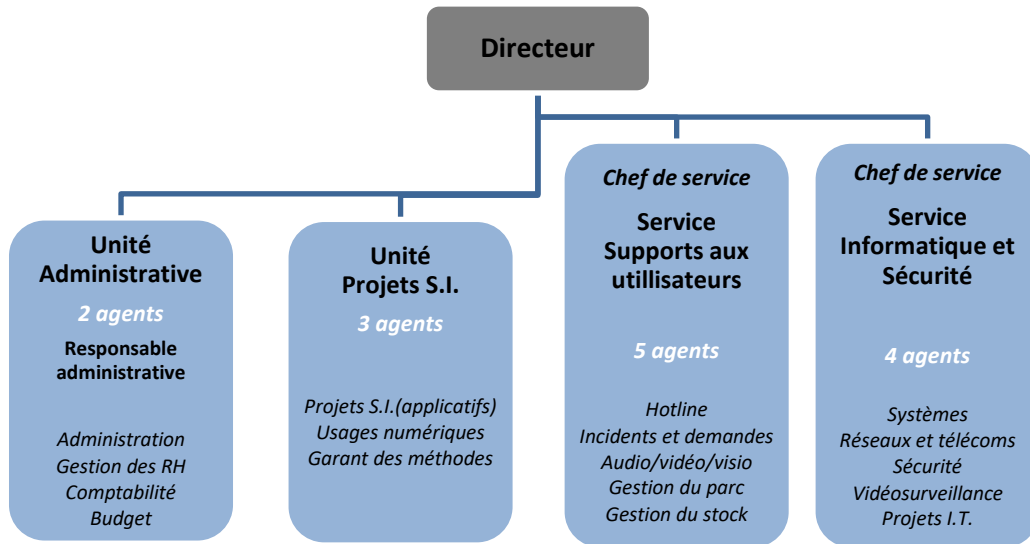 Directeur
Unité
Administrative
2 agents
Responsable
administrative
Administration
Gestion des RH
Comptabilité
Budget
Unité
Projets S.I.
3 agents
Projets S.I.(applicatifs)
Usages numériques
Garant des méthodes
Chef de service
Service
Supports aux
utillisateurs
5 agents
Hotline
Incidents et demandes
Audio/vidéo/visio
Gestion du parc
Gestion du stock
Chef de service
Service
Informatique et
Sécurité
4 agents
Systèmes
Réseaux et télécoms
Sécurité
Vidéosurveillance
Projets I.T.